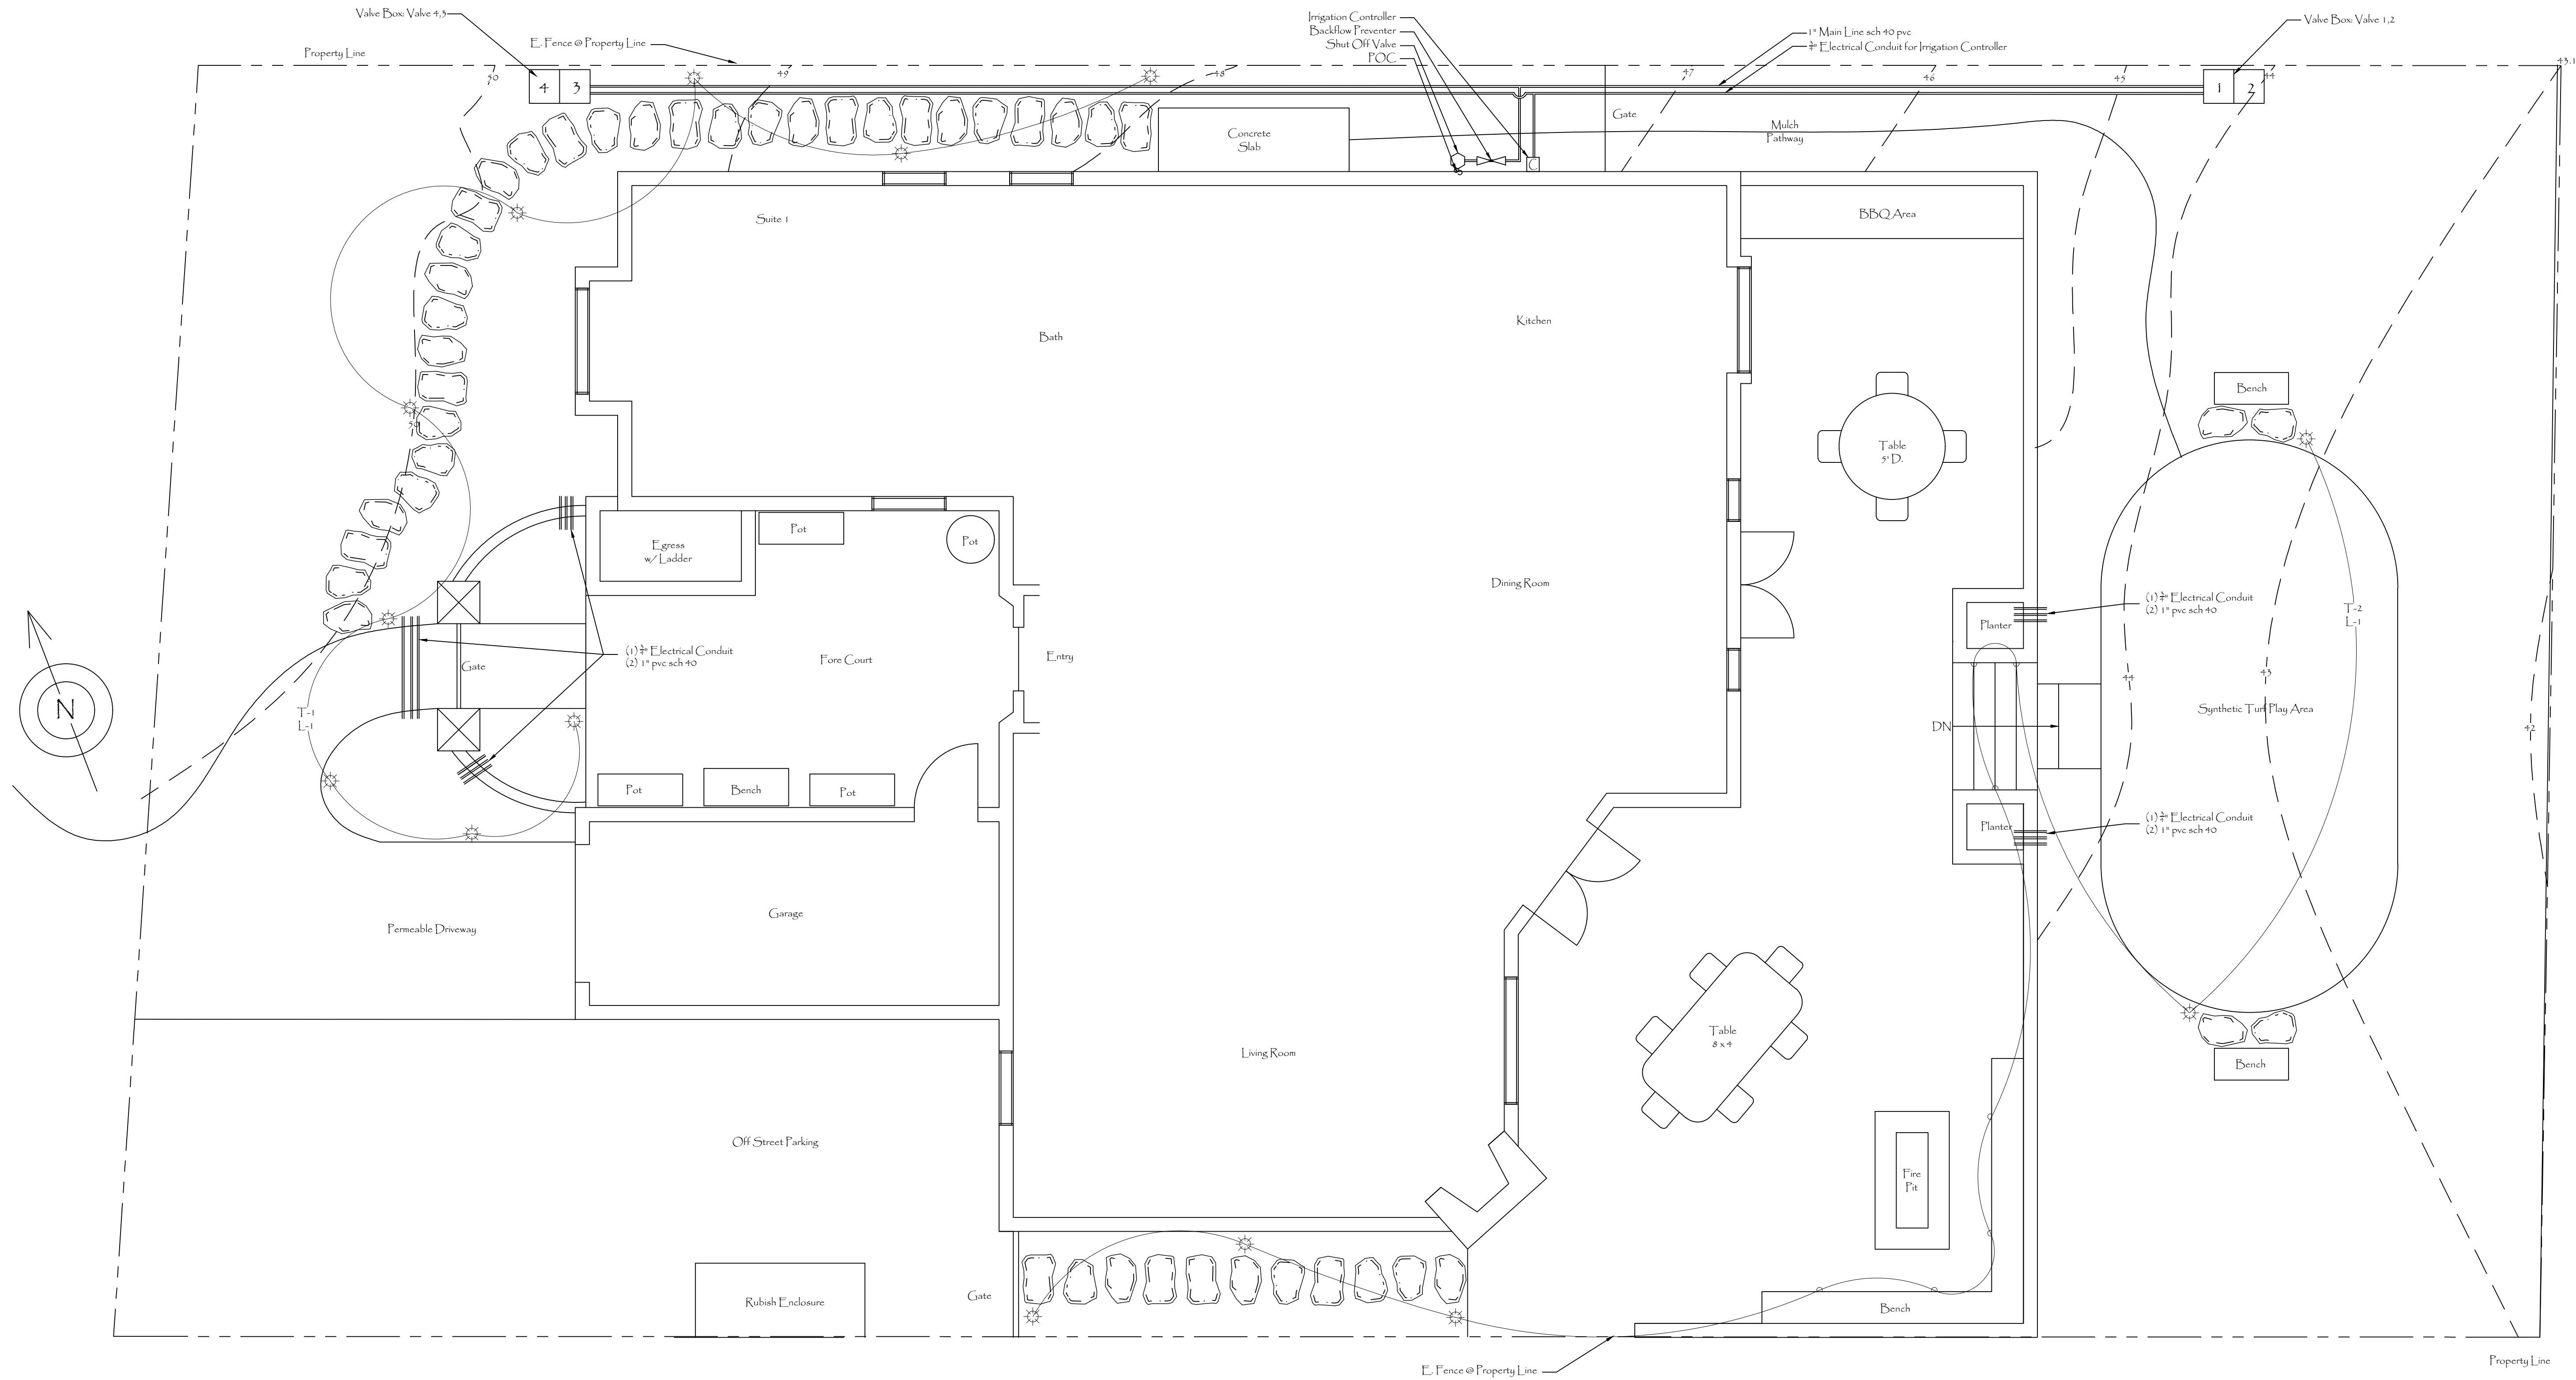 Valve Box: Valve 4,3
Property Line
E. Fence @ Property Line
Irrigation Controller
Backflow Preventer
Shut Off Valve
POC
1" Main Line sch 40 pvc
3/4" Electrical Conduit for Irrigation Controller
Valve Box: Valve 1,2
43.1
50
49
48
47
46
45
44
4
3
1
2
Gate
Concrete
Slab
Mulch
Pathway
C
Suite 1
BBQ Area
Bath
Kitchen
Bench
50
Table
5' D.
Egress
w/ Ladder
Pot
Pot
Dining Room
(1) 3/4" Electrical Conduit
(2) 1" pvc sch 40
T-2
L-1
Planter
Gate
(1) 3/4" Electrical Conduit
(2) 1" pvc sch 40
Fore Court
Entry
44
43
N
T-1
L-1
Synthetic Turf Play Area
DN
42
Pot
Bench
Pot
Planter
(1) 3/4" Electrical Conduit
(2) 1" pvc sch 40
Permeable Driveway
Garage
Table
8 x 4
Living Room
Bench
Off Street Parking
Fire
Pit
Rubish Enclosure
Gate
Bench
E. Fence @ Property Line
Property Line